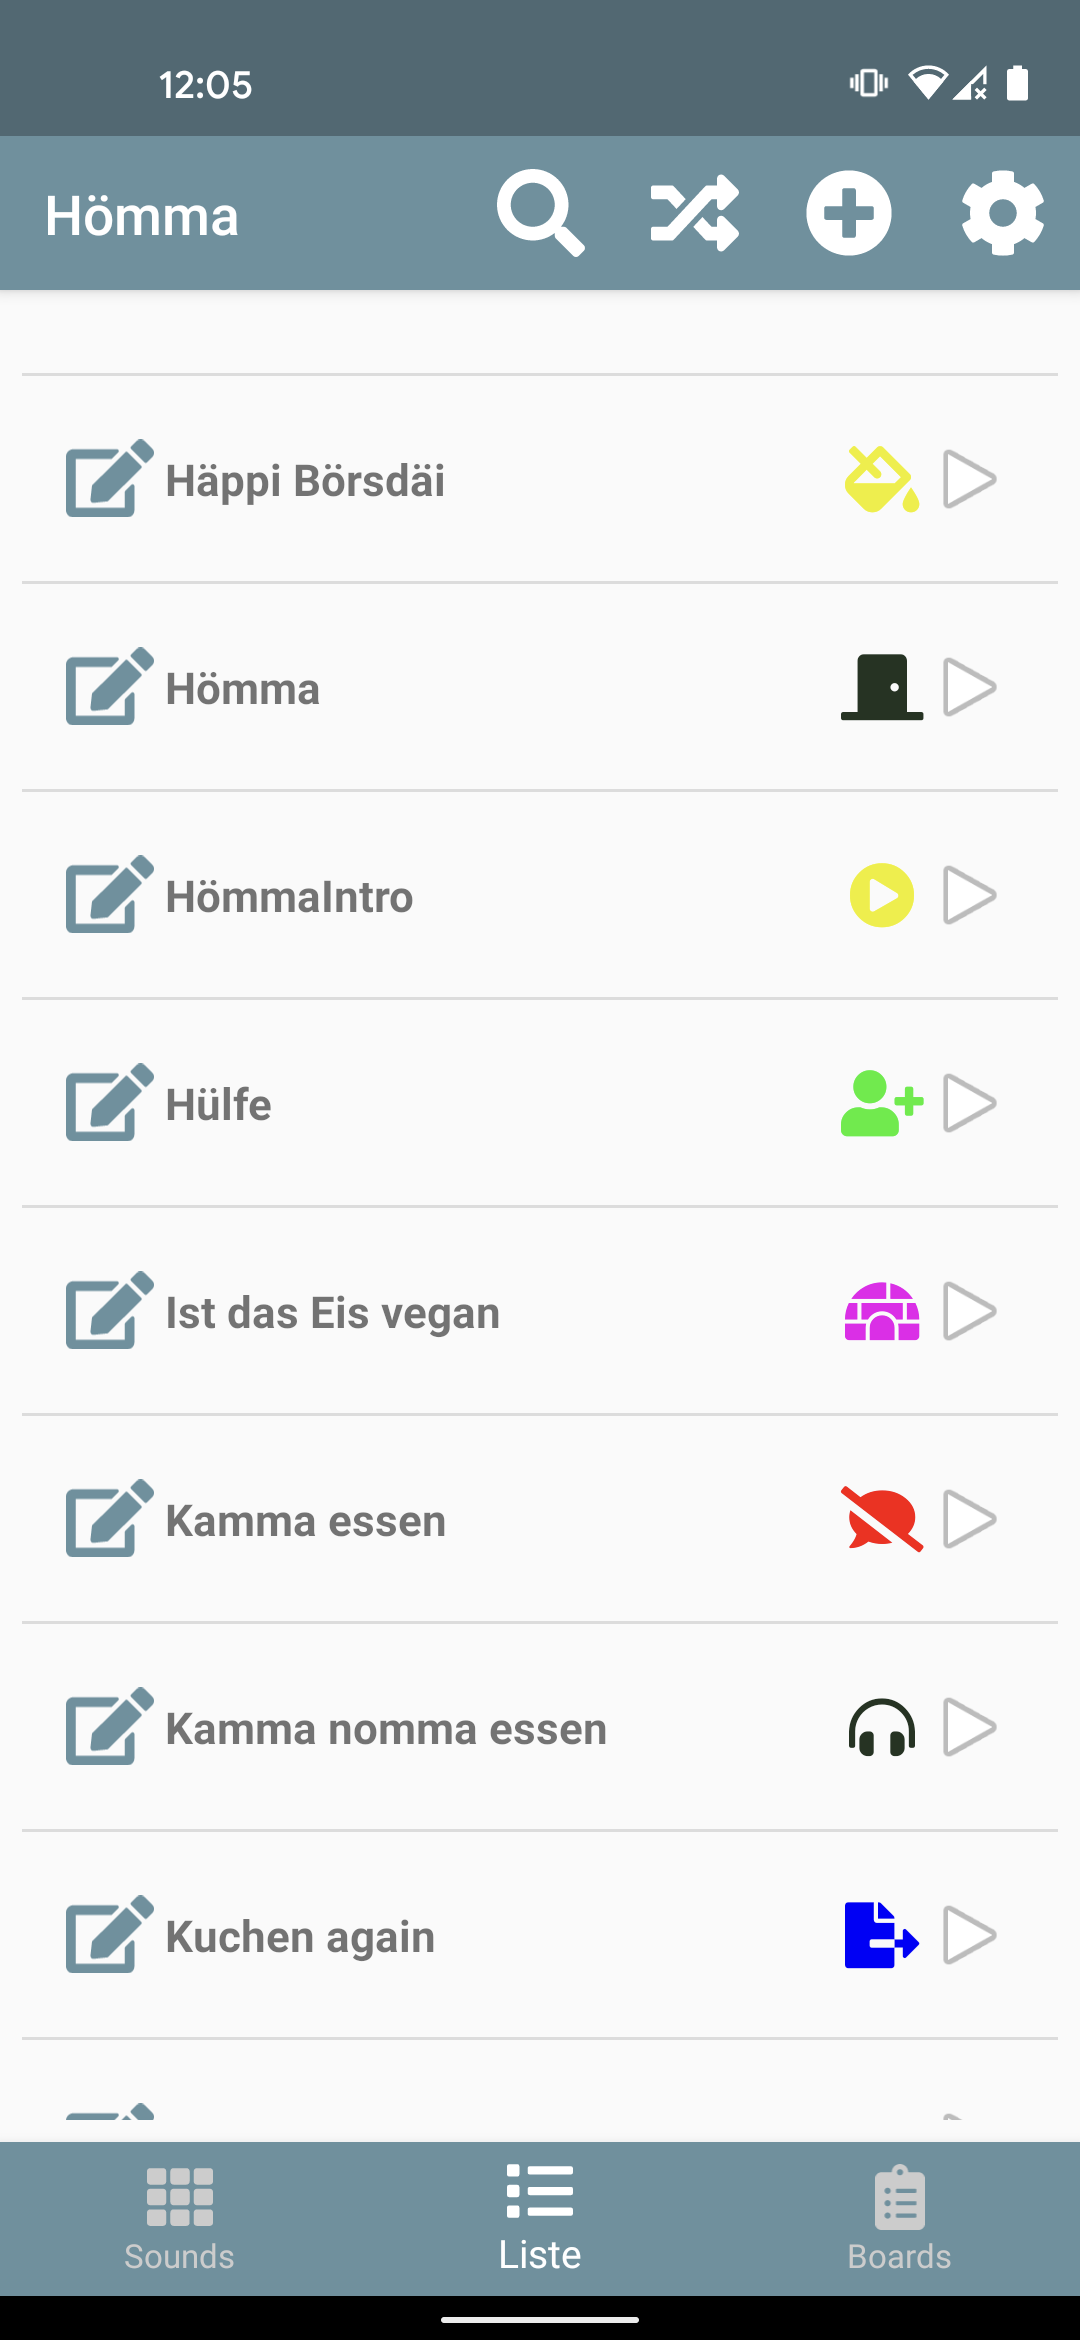 12:05
Hömma
Häppi Börsdäi
Hömma
HömmaIntro
Hülfe
Ist das Eis vegan
Kamma essen
Kamma nomma essen
Kuchen again
Sounds
Liste
Boards